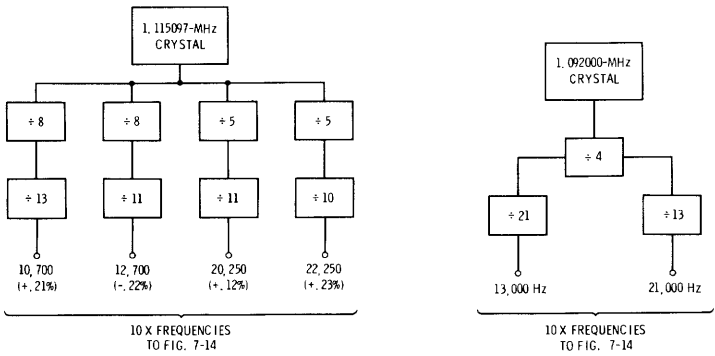 1. 115097-MHz
CRYSTAL
÷ 8
÷ 8
÷ 5
÷ 5
÷ 13
÷ 11
÷ 11
÷ 10
10, 700
(+. 21%)
12, 700
(-. 22%)
20, 250
(+. 12%)
22, 250
(+. 23%)
10 X FREQUENCIES
TO FIG. 7-14
1. 092000-MHz
CRYSTAL
÷ 4
÷ 21
÷ 13
13,000 Hz
21,000 Hz
10 X FREQUENCIES
TO FIG. 7-14